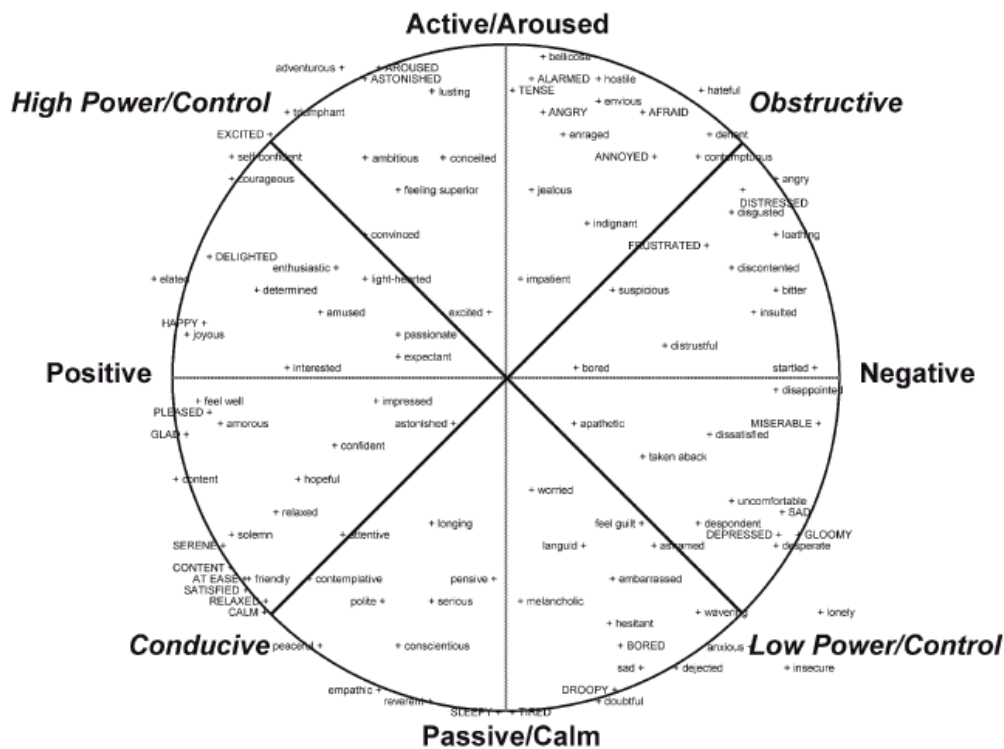 Active/Aroused
+ bellicose
adventurous + + AROUSED
+ ASTONISHED + ALARMED + hostile
+ lusting + TENSE + hateful
High Power/Control + envious Obstructive
+ triumphant + ANGRY + AFRAID
EXCITED + + enraged + defiant
+ self-confident + ambitious + conceited ANNOYED + + contemptuous
+ courageous + angry
+ feeling superior + jealous +
DISTRESSED
+ disgusted
+ indignant
+ convinced + loathing
FRUSTRATED +
+ DELIGHTED
enthusiastic + + discontented
+ elated + light-hearted + impatient
+ determined + suspicious + bitter
+ amused excited + + insulted
HAPPY +
+ joyous + passionate
+ distrustful
+ expectant
Positive + interested + bored startled + Negative
+ disappointed
+ feel well + impressed
PLEASED +
+ amorous astonished + + apathetic MISERABLE +
GLAD + + dissatisfied
+ confident
+ taken aback
+ content + hopeful
+ worried
+ uncomfortable
+ relaxed + SAD
+ longing feel guilt + + despondent
+ solemn + attentive DEPRESSED + + GLOOMY
SERENE + languid + + ashamed + desperate
CONTENT +
AT EASE + + friendly + contemplative pensive + + embarrassed
SATISFIED +
RELAXED + polite + + serious + melancholic
CALM + + wavering + lonely
+ hesitant
Conducive peaceful + + conscientious + BORED anxious + Low Power/Control
sad + + dejected + insecure
empathic + DROOPY +
reverent + + doubtful
SLEEPY + + TIRED
Passive/Calm